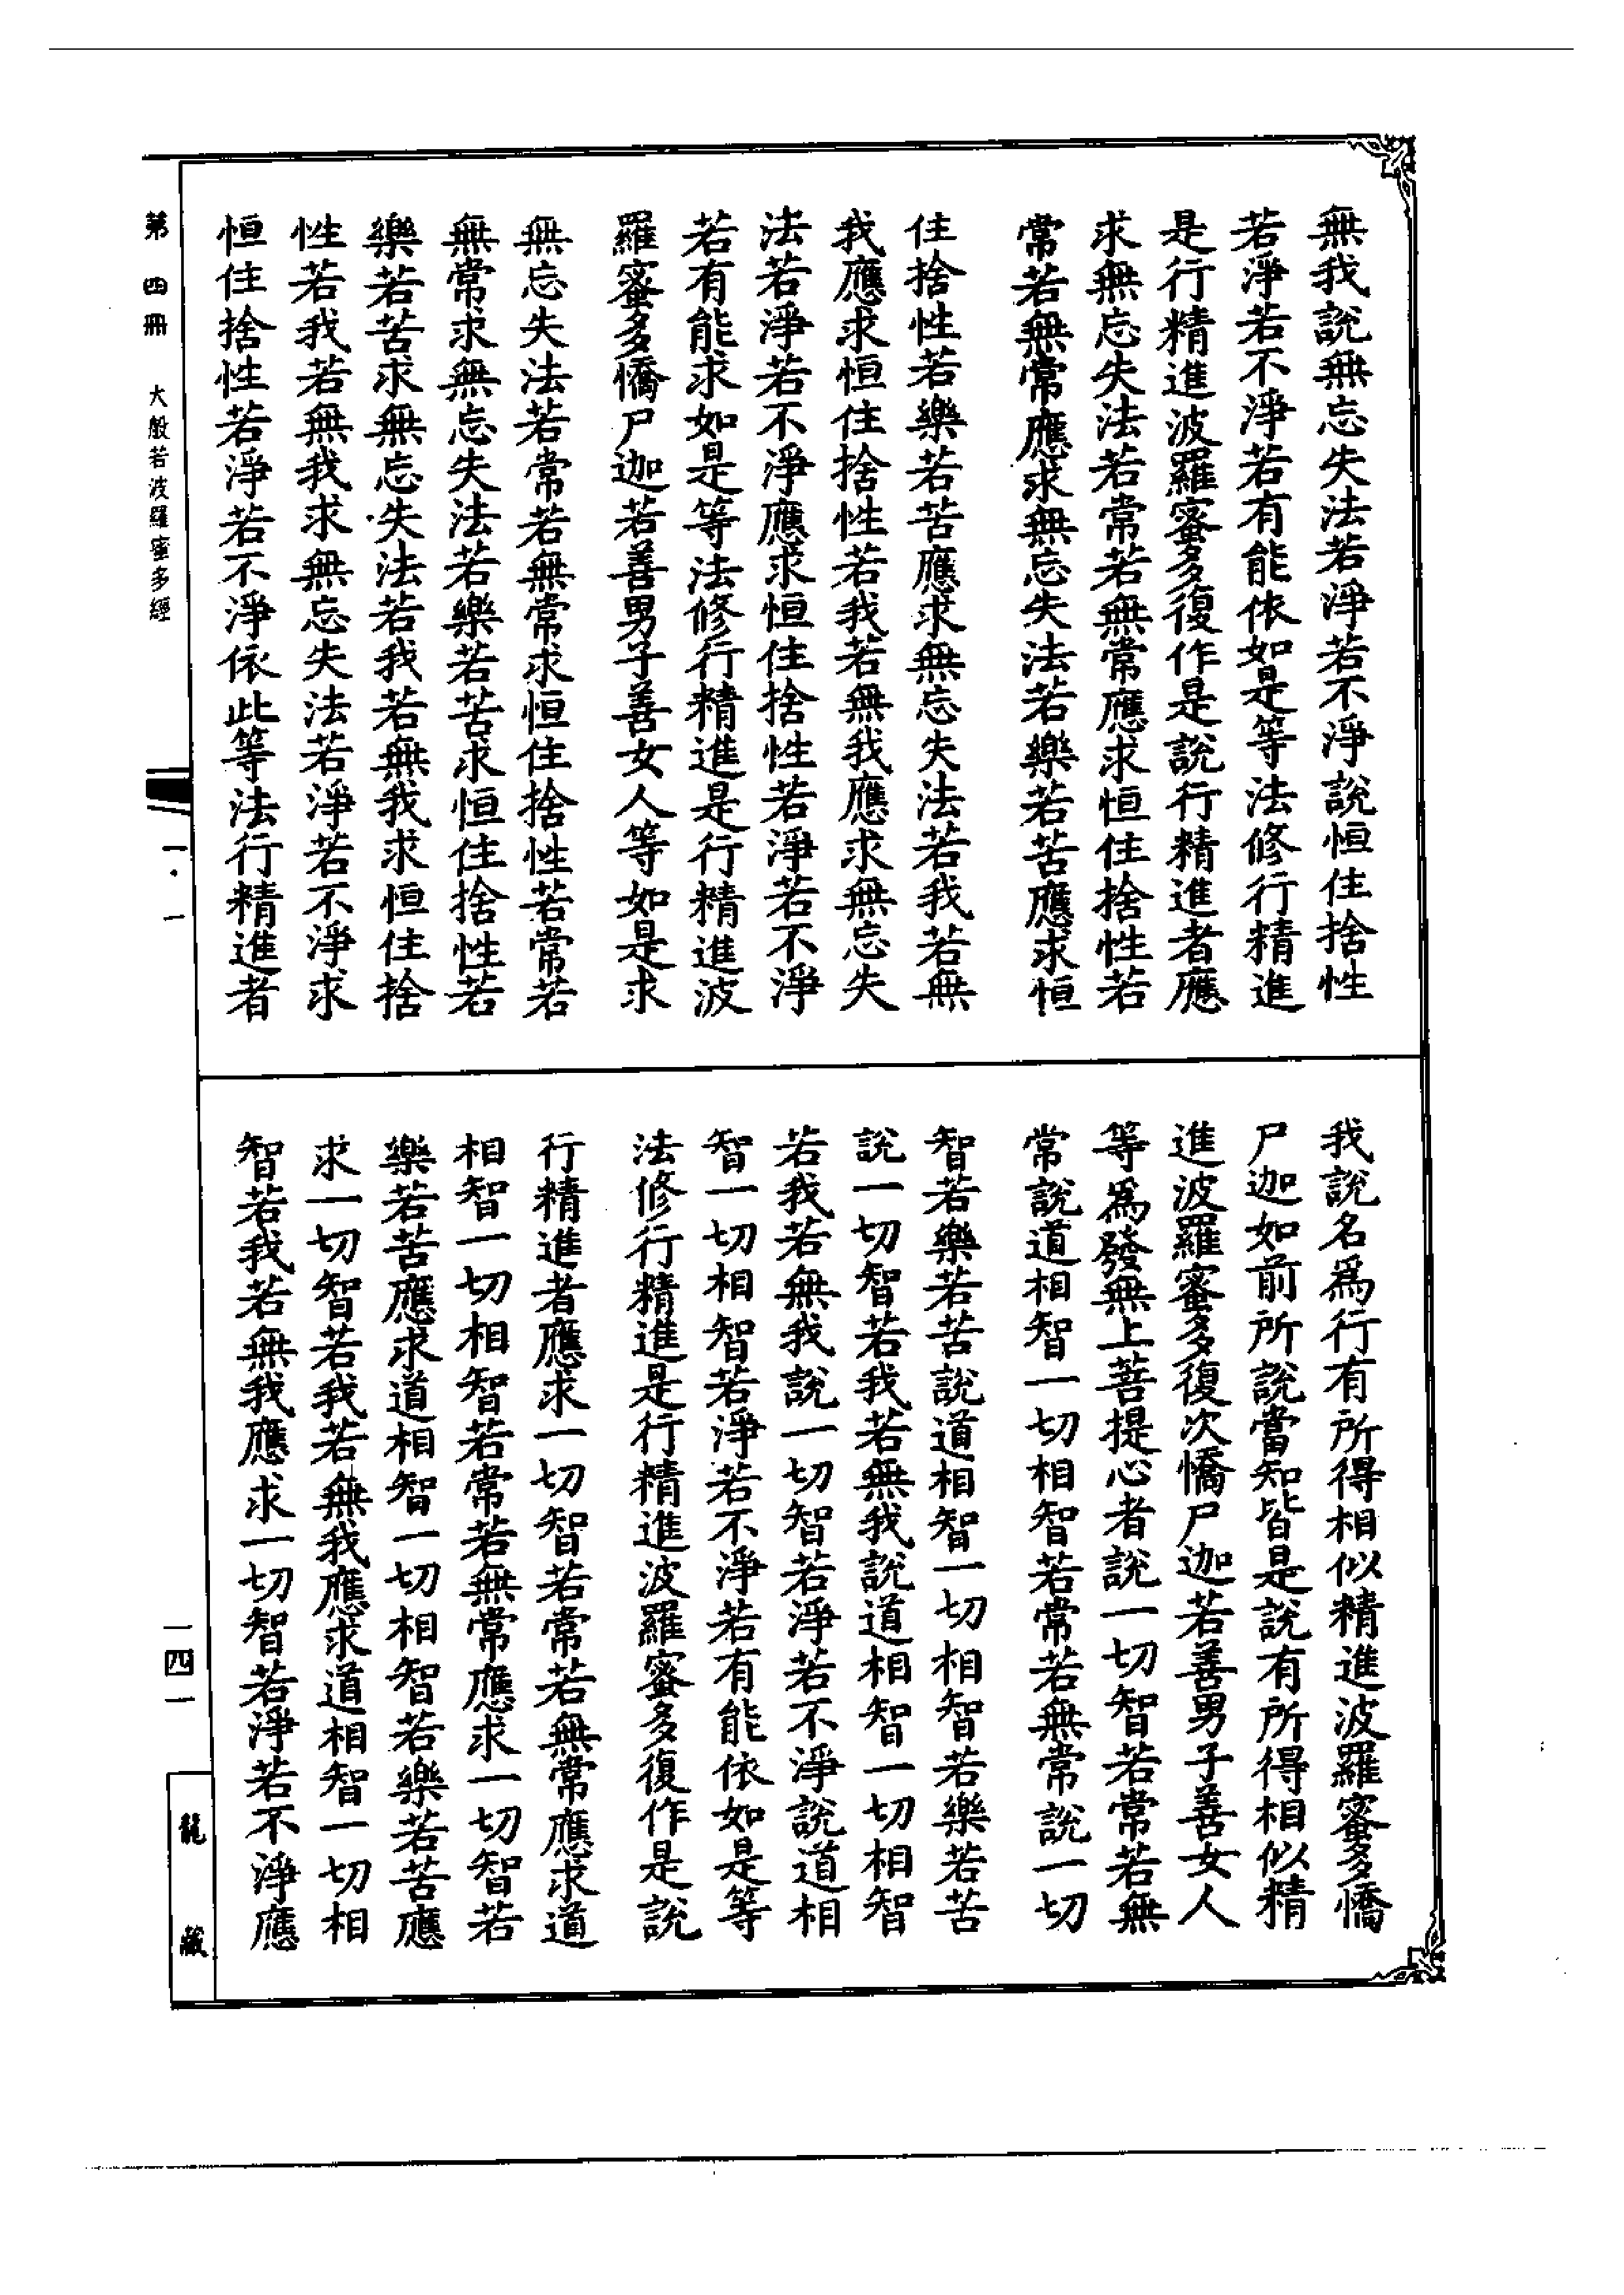 無我說無忘失法若淨若不淨說恒住捨性
若淨若不淨若有能依如是等法修行精進
是行精進波羅蜜多復作是說行精進者應
求無忘失法若常若無常應求恒住捨性若
常若無常應求無忘失法若樂若苦應求恒
住捨性若樂若苦應求無忘失法若我若無
我應求恒住捨性若我若無我應求無忘失
法若淨若不淨應求恒住捨性若淨若不淨
若有能求如是等法修行精進是行精進波
羅蜜多憍尸迦若善男子善女人等如是求
無忘失法若常若無常求恒住捨性若常若
無常求無忘失法若樂若苦求恒住捨性若
樂若苦求無忘失法若我若無我求恒住捨
性若我若無我求無忘失法若淨若不淨求
恒住捨性若淨若不淨依此等法行精進者
我說名為行有所得相似精進波羅蜜多憍
尸迦如前所說當知皆是說有所得相似精
進波羅蜜多復次憍尸迦若善男子善女人
等為發無上菩提心者說一切智若常若無
常說道相智一切相智若常若無常說一切
智若樂若苦說道相智一切相智若樂若苦
說一切智若我若無我說道相智一切相智
若我若無我說一切智若淨若不淨說道相
智一切相智若淨若不淨若有能依如是等
法修行精進是行精進波羅蜜多復作是說
行精進者應求一切智若常若無常應求道
相智一切相智若常若無常應求一切智若
樂若苦應求道相智一切相智若樂若苦應
求一切智若我若無我應求道相智一切相
智若我若無我應求一切智若淨若不淨應
第四冊 大般若波羅蜜多經
一·一
一四一
龍藏